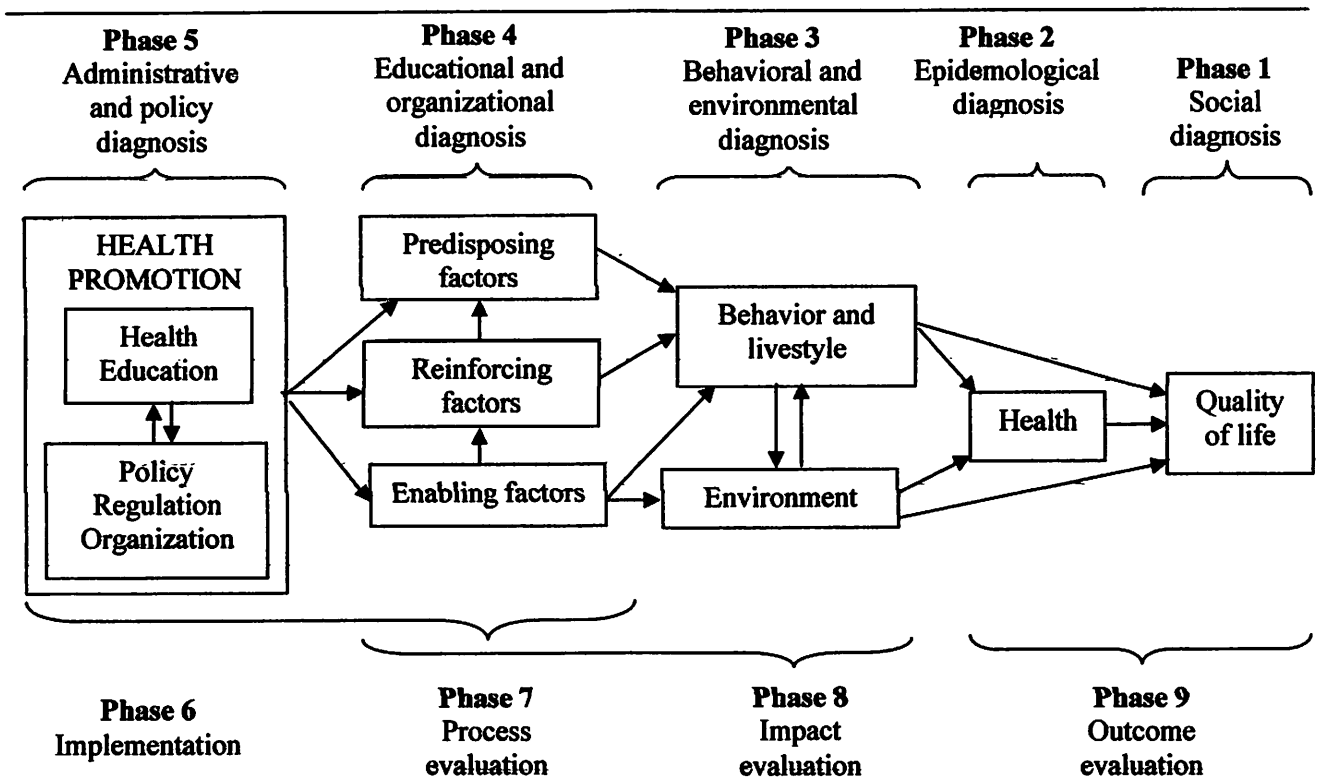 Phase 5
Administrative
and policy
diagnosis
Phase 4
Educational and
organizational
diagnosis
Phase 3
Behavioral and
environmental
diagnosis
Phase 2
Epidemological
diagnosis
Phase 1
Social
diagnosis
HEALTH
PROMOTION
Health
Education
Policy
Regulation
Organization
Predisposing
factors
Reinforcing
factors
Enabling factors
Behavior and
livestyle
Environment
Health
Quality
of life
Phase 6
Implementation
Phase 7
Process
evaluation
Phase 8
Impact
evaluation
Phase 9
Outcome
evaluation